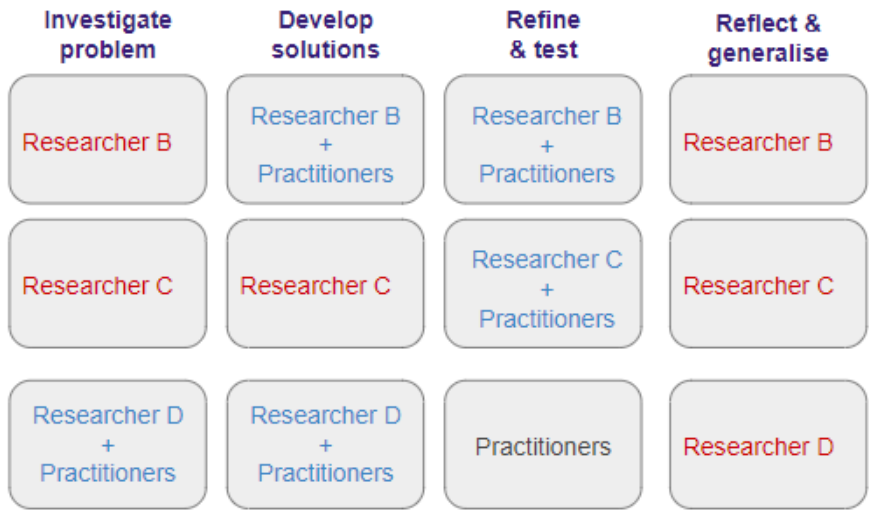 Investigate
problem
Develop
solutions
Refine
& test
Reflect &
generalise
Researcher B
Researcher B
+
Practitioners
Researcher B
+
Practitioners
Researcher B
Researcher C
Researcher C
Researcher C
+
Practitioners
Researcher C
Researcher D
+
Practitioners
Researcher D
+
Practitioners
Practitioners
Researcher D